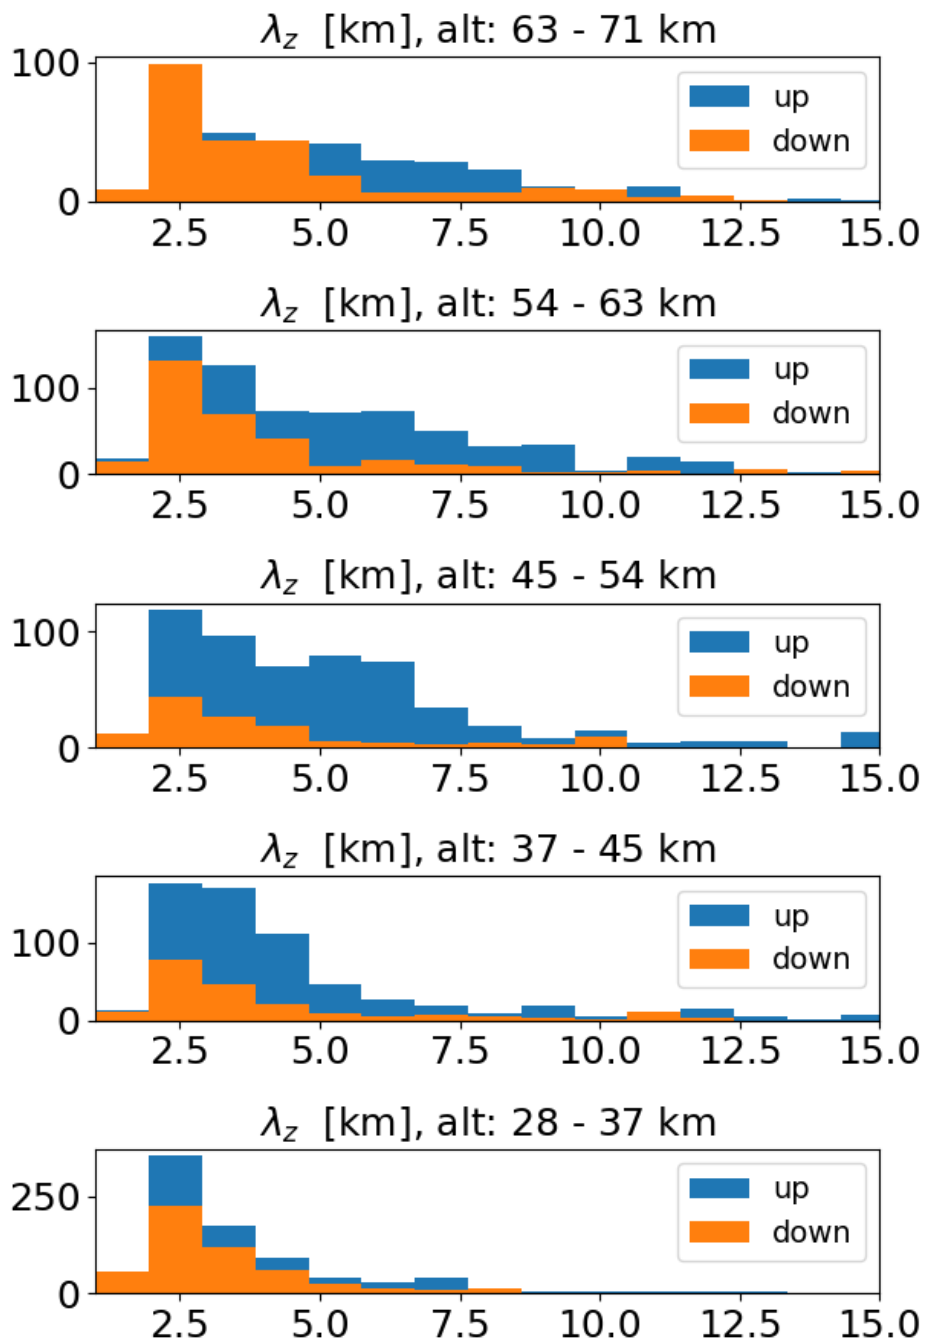 λz [km], alt: 63 - 71 km
100
up
down
0
2.5 5.0 7.5 10.0 12.5 15.0
λz [km], alt: 54 - 63 km
up
100
down
0
2.5 5.0 7.5 10.0 12.5 15.0
λz [km], alt: 45 - 54 km
100
up
down
0
2.5 5.0 7.5 10.0 12.5 15.0
λz [km], alt: 37 - 45 km
up
100
down
0
2.5 5.0 7.5 10.0 12.5 15.0
λz [km], alt: 28 - 37 km
250
up
down
0
2.5 5.0 7.5 10.0 12.5 15.0